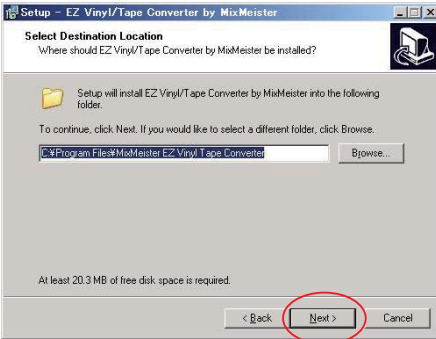 Setup - EZ Vinyl/Tape Converter by MixMeister
Select Destination Location
Where should EZ Vinyl/Tape Converter by MixMeister be installed?
Setup will install EZ Vinyl/Tape Converter by MixMeister into the following
folder.
To continue, click Next. If you would like to select a different folder, click Browse.
C:¥Program Files¥MixMeister EZ Vinyl Tape Converter
Browse...
At least 20.3 MB of free disk space is required.
< Back
Next >
Cancel